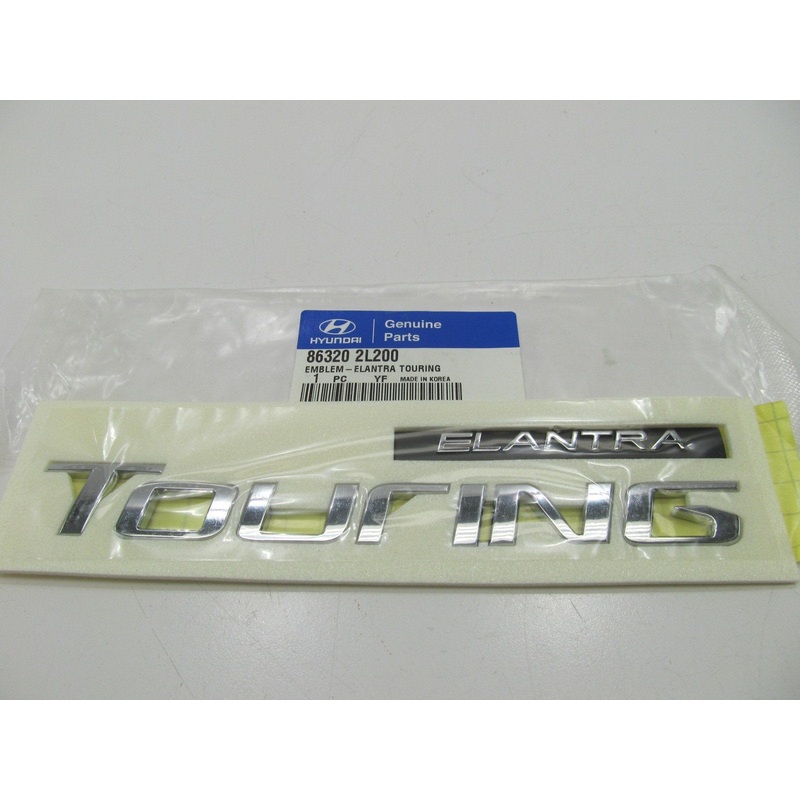 HYUNDAI
Genuine
Parts
86320 2L200
EMBLEM-ELANTRA TOURING
1 PC YF MADE IN KOREA
ELANTRA
TOURING